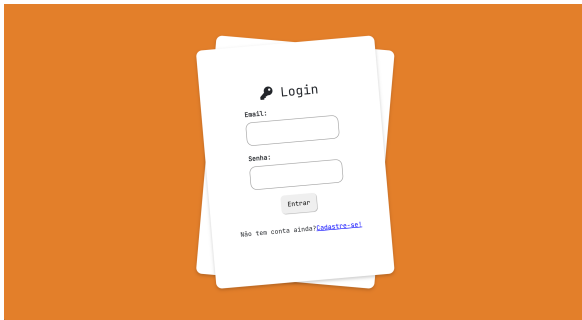 Login
Email:
Senha:
Entrar
Não tem conta ainda?Cadastre-se!